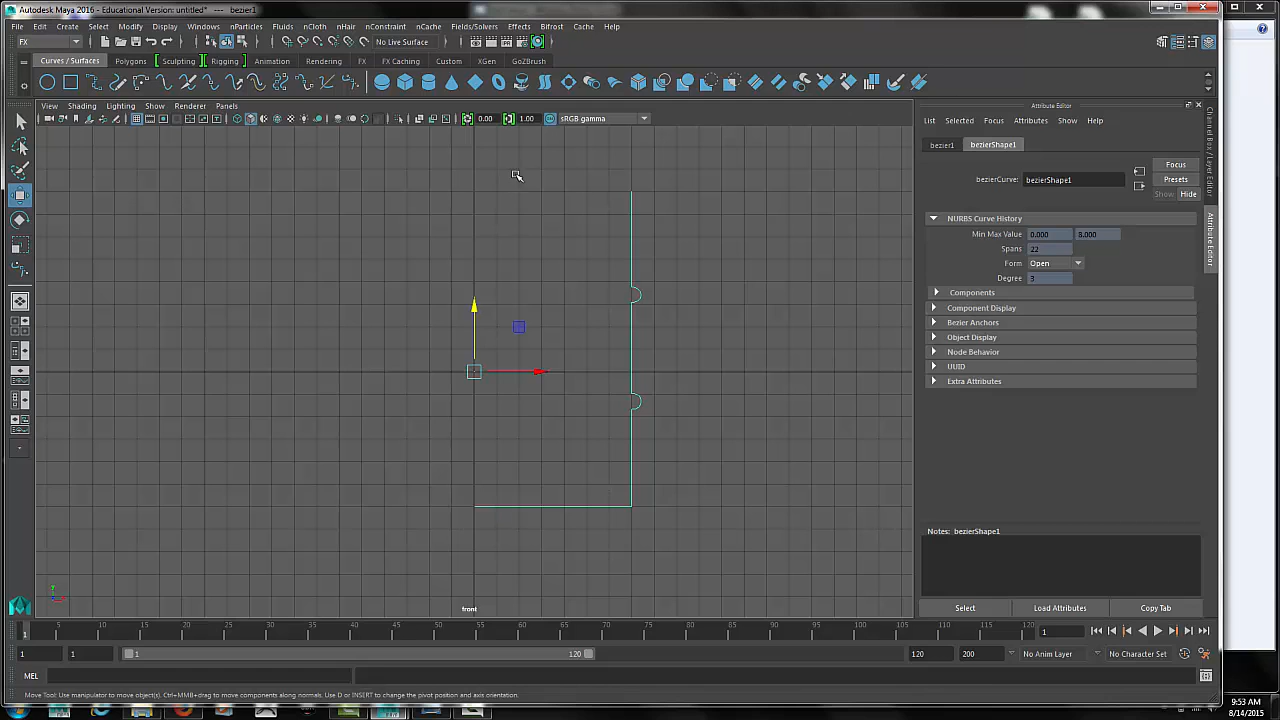 Autodesk Maya 2016 - Educational Version: untitled* --- bezier1
File Edit Create Select Modify Display Windows nParticles Fluids nCloth nHair nConstraint nCache Fields/Solvers Effects Bifrost Cache Help
FX No Live Surface
Curves / Surfaces Polygons Sculpting Rigging Animation Rendering FX FX Caching Custom XGen GoZBrush
View Shading Lighting Show Renderer Panels
0.00 1.00 sRGB gamma
Attribute Editor
List Selected Focus Attributes Show Help
bezier1 bezierShape1
Focus
bezierCurve: bezierShape1 Presets
Show: Hide
NURBS Curve History
Min Max Value 0.000 8.000
Spans 22
Form Open
Degree 3
Components
Component Display
Bezier Anchors
Object Display
Node Behavior
UUID
Extra Attributes
Notes: bezierShape1
Select Load Attributes Copy Tab
Channel Box / Layer Editor
Attribute Editor
front
5 10 15 20 25 30 35 40 45 50 55 60 65 70 75 80 85 90 95 100 105 110 115 120
1
1 1 1 120 120 200 No Anim Layer No Character Set
MEL
Move Tool: Use manipulator to move object(s). Ctrl+MMB+drag to move components along normals. Use D or INSERT to change the pivot position and axis orientation.
9:53 AM
8/14/2015